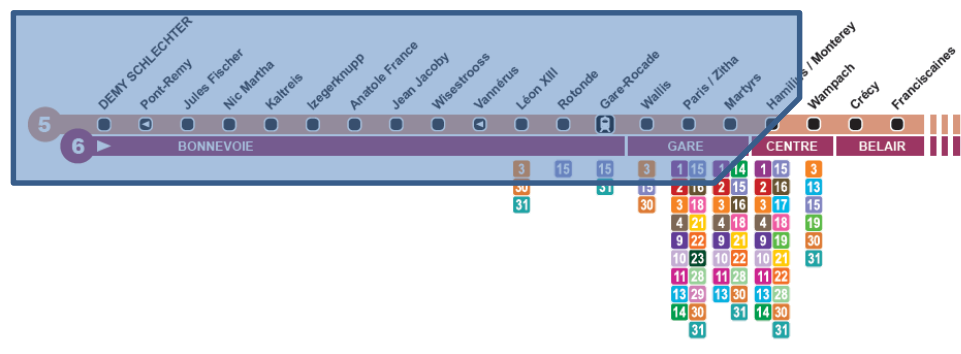 DEMY SCHLECHTER
Pont-Remy
Jules Fischer
Nic Martha
Kaltreis
Izegerknupp
Anatole France
Jean Jacoby
Wisestrooss
Vannérus
Léon XIII
Rotonde
Gare-Rocade
Wallis
Paris / Zitha
Martyrs
Hamilius / Monterey
Wampach
Crécy
Franciscaines
5
6 BONNEVOIE GARE CENTRE BELAIR
3 15 15 3 1 15 1 14 1 15 3
30 31 15 2 16 2 15 2 16 13
31 30 3 18 3 16 3 17 15
4 21 4 18 4 18 19
9 22 9 21 9 19 30
10 23 10 22 10 21 31
11 28 11 28 11 22
13 29 13 30 13 28
14 30 31 14 30
31 31